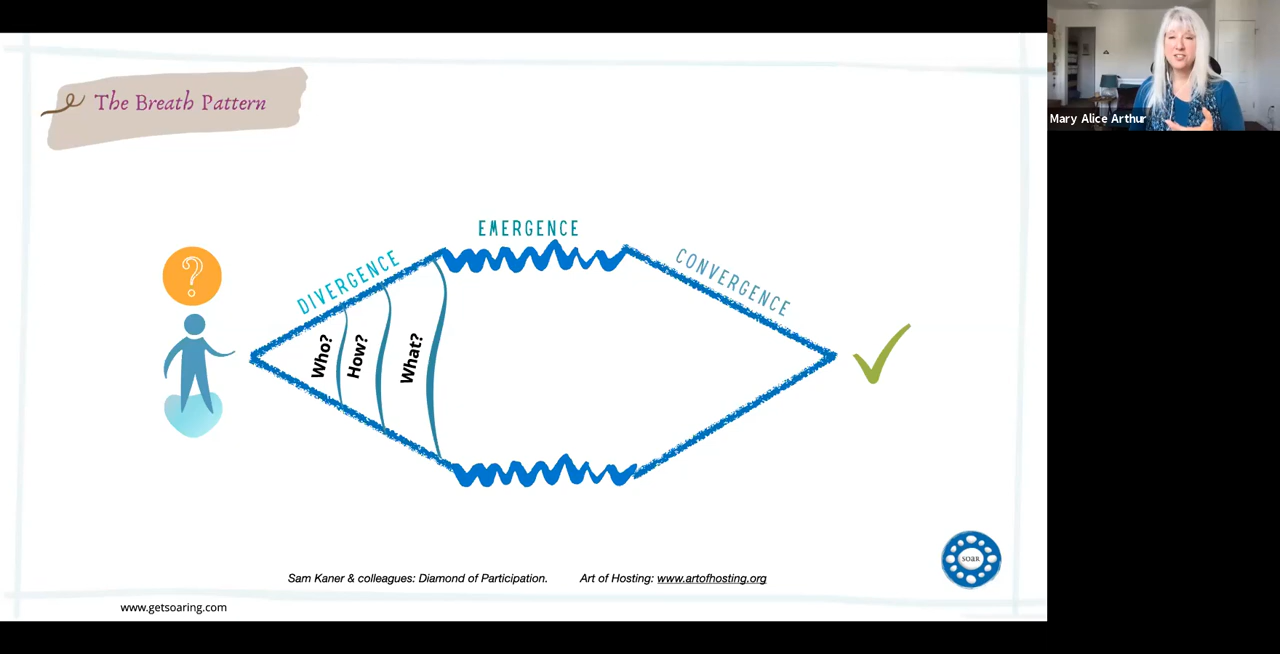 The Breath Pattern
Mary Alice Arthur
EMERGENCE
DIVERGENCE
CONVERGENCE
?
Who?
How?
What?
SOAR
Sam Kaner & colleagues: Diamond of Participation. Art of Hosting: www.artofhosting.org
www.getsoaring.com